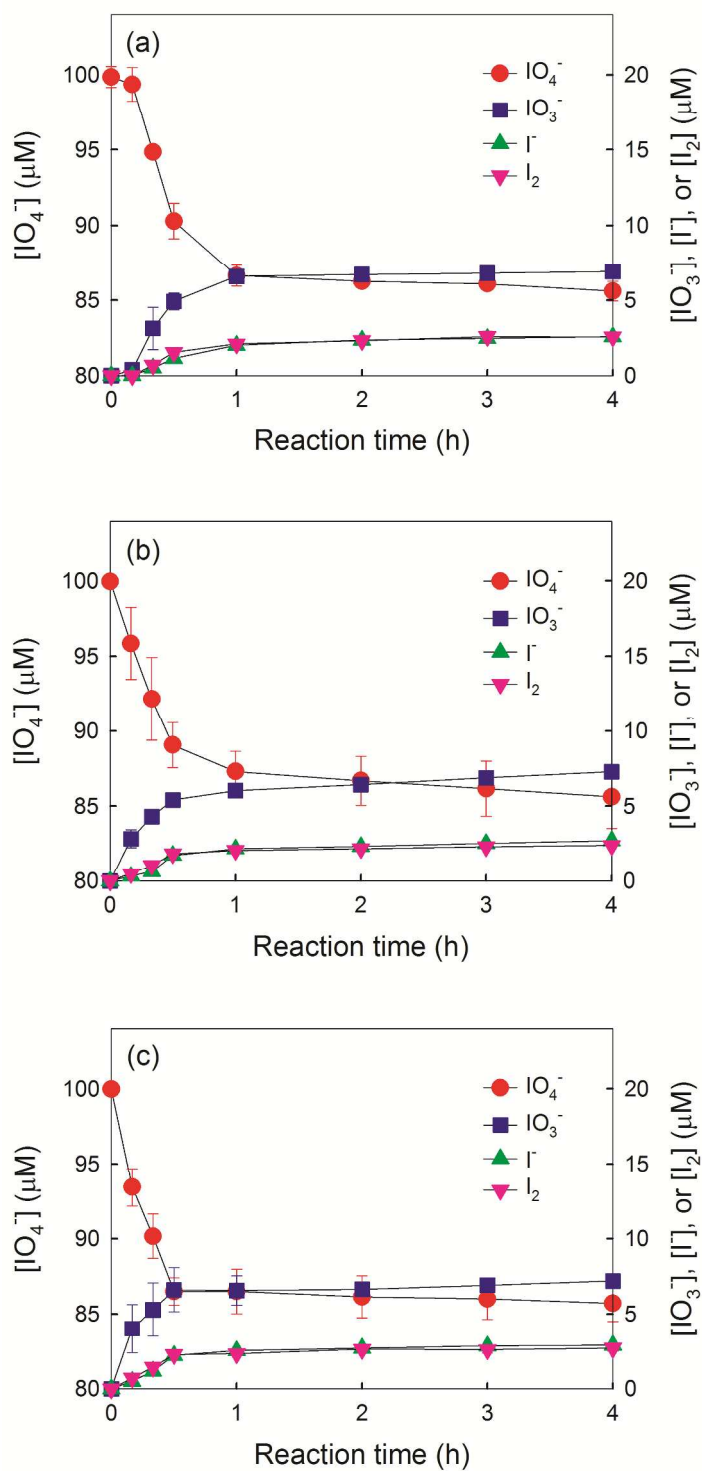 (a)
IO₄⁻
IO₃⁻
I⁻
I₂
100
95
90
85
80
20
15
10
5
0
0 1 2 3 4
[IO₄⁻] (μM)
[IO₃⁻], [I⁻], or [I₂] (μM)
Reaction time (h)
(b)
IO₄⁻
IO₃⁻
I⁻
I₂
100
95
90
85
80
20
15
10
5
0
0 1 2 3 4
[IO₄⁻] (μM)
[IO₃⁻], [I⁻], or [I₂] (μM)
Reaction time (h)
(c)
IO₄⁻
IO₃⁻
I⁻
I₂
100
95
90
85
80
20
15
10
5
0
0 1 2 3 4
[IO₄⁻] (μM)
[IO₃⁻], [I⁻], or [I₂] (μM)
Reaction time (h)